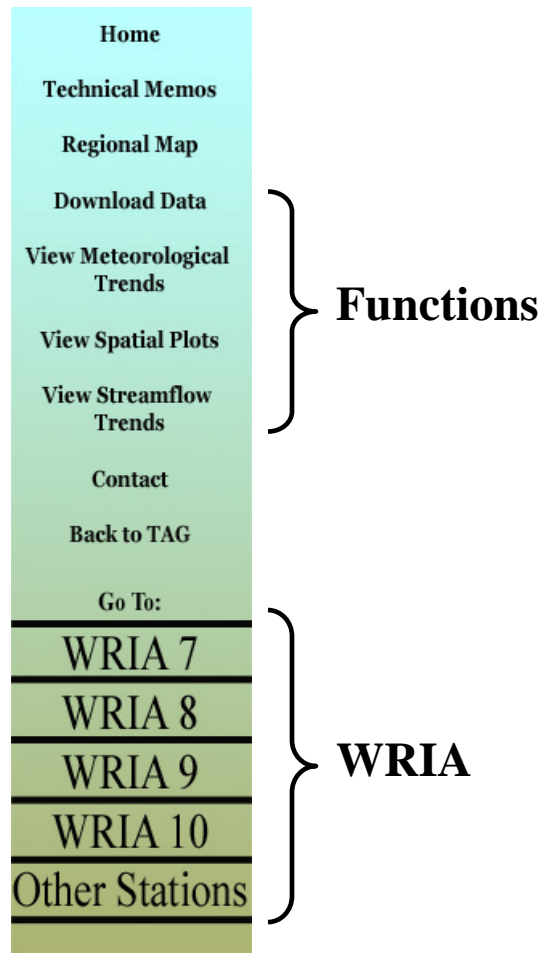 Home
Technical Memos
Regional Map
Download Data
View Meteorological
Trends
View Spatial Plots
View Streamflow
Trends
Contact
Back to TAG
Go To:
WRIA 7
WRIA 8
WRIA 9
WRIA 10
Other Stations
Functions
WRIA